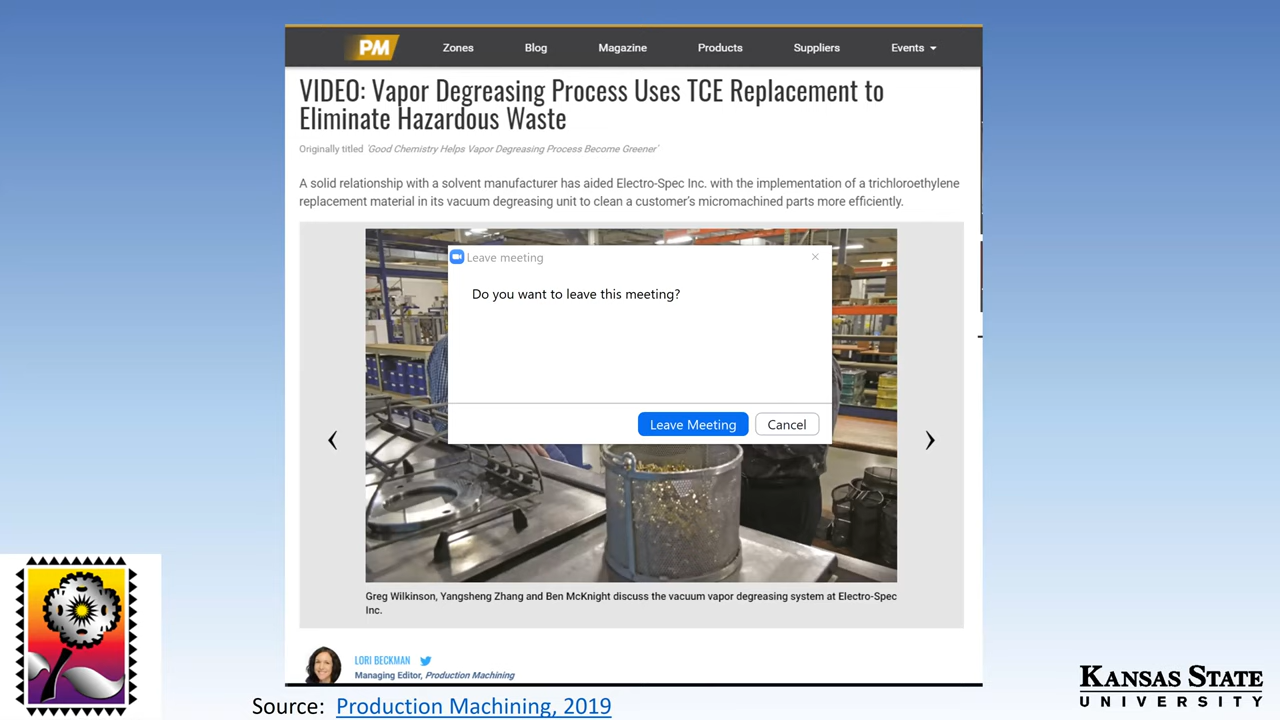 PM Zones Blog Magazine Products Suppliers Events
VIDEO: Vapor Degreasing Process Uses TCE Replacement to
Eliminate Hazardous Waste
Originally titled 'Good Chemistry Helps Vapor Degreasing Process Become Greener'
A solid relationship with a solvent manufacturer has aided Electro-Spec Inc. with the implementation of a trichloroethylene
replacement material in its vacuum degreasing unit to clean a customer's micromachined parts more efficiently.
Leave meeting
Do you want to leave this meeting?
Leave Meeting Cancel
Greg Wilkinson, Yangsheng Zhang and Ben McKnight discuss the vacuum vapor degreasing system at Electro-Spec
Inc.
LORI BECKMAN
Managing Editor, Production Machining
Source: Production Machining, 2019
KANSAS STATE
UNIVERSITY